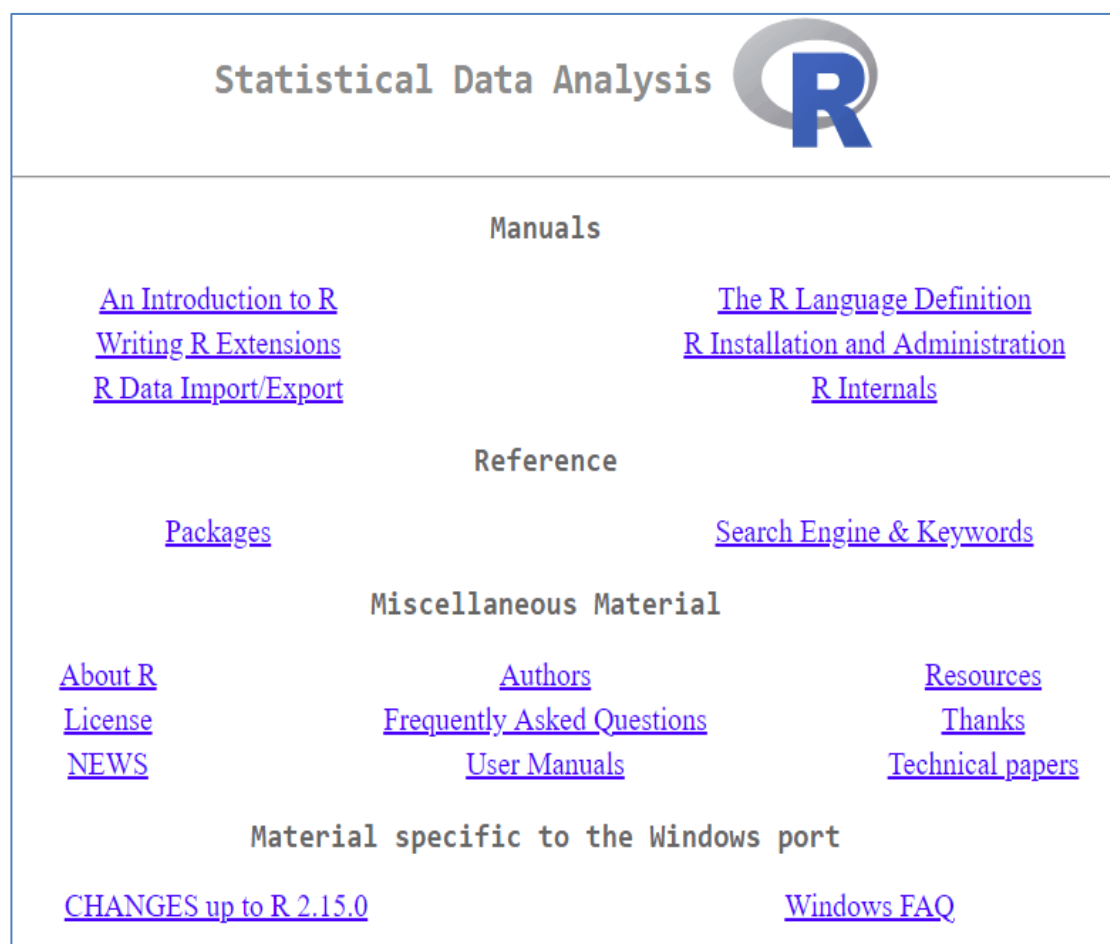 Statistical Data Analysis R
Manuals
An Introduction to R The R Language Definition
Writing R Extensions R Installation and Administration
R Data Import/Export R Internals
Reference
Packages Search Engine & Keywords
Miscellaneous Material
About R Authors Resources
License Frequently Asked Questions Thanks
NEWS User Manuals Technical papers
Material specific to the Windows port
CHANGES up to R 2.15.0 Windows FAQ